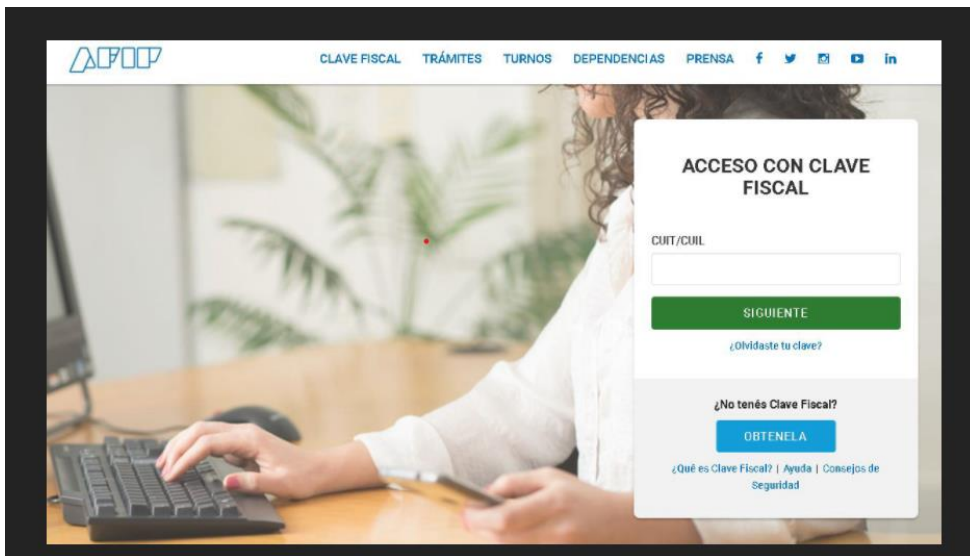 AFIP
CLAVE FISCAL TRÁMITES TURNOS DEPENDENCIAS PRENSA
ACCESO CON CLAVE
FISCAL
CUIT/CUIL
SIGUIENTE
¿Olvidaste tu clave?
¿No tenés Clave Fiscal?
OBTENELA
¿Qué es Clave Fiscal? | Ayuda | Consejos de
Seguridad